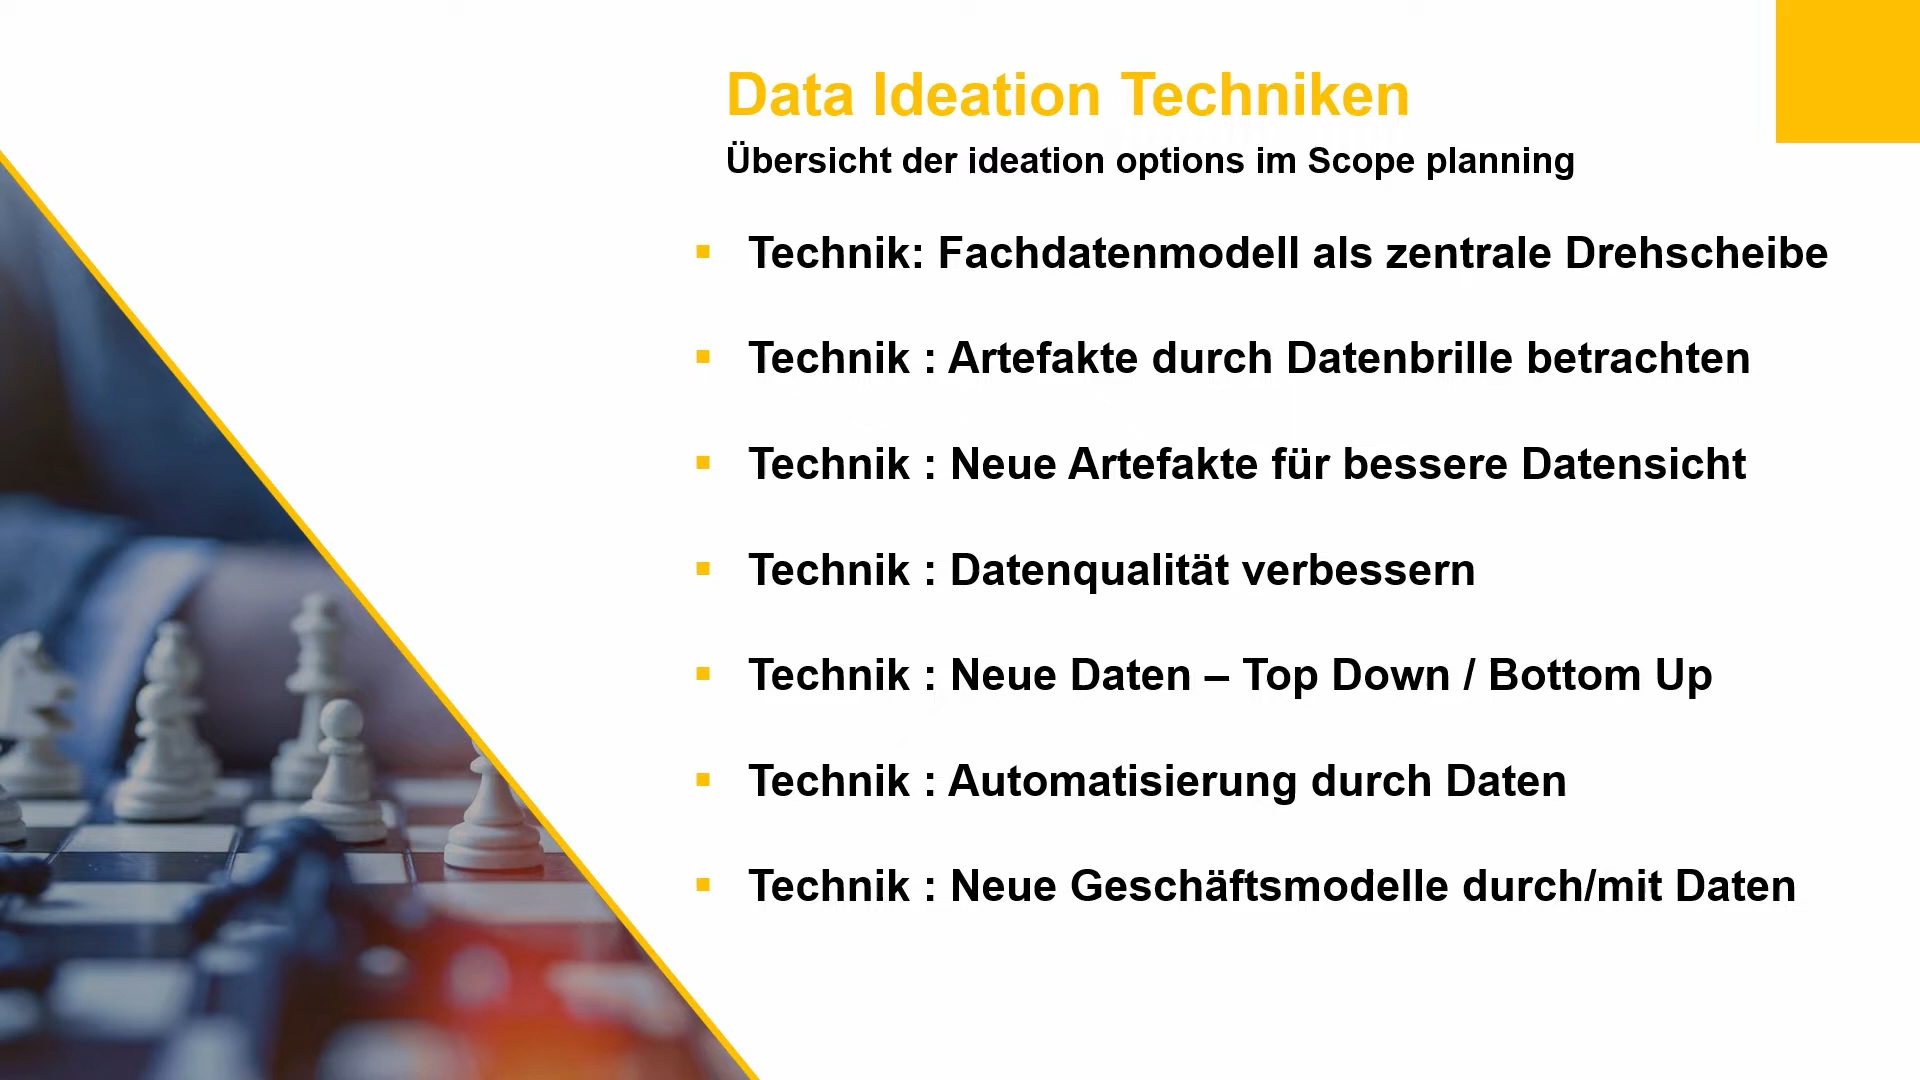 Data Ideation Techniken
Übersicht der ideation options im Scope planning
▪ Technik: Fachdatenmodell als zentrale Drehscheibe
▪ Technik : Artefakte durch Datenbrille betrachten
▪ Technik : Neue Artefakte für bessere Datensicht
▪ Technik : Datenqualität verbessern
▪ Technik : Neue Daten – Top Down / Bottom Up
▪ Technik : Automatisierung durch Daten
▪ Technik : Neue Geschäftsmodelle durch/mit Daten